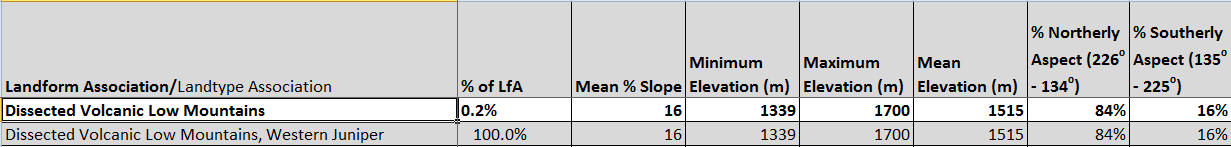 Landform Association/Landtype Association | % of LfA | Mean % Slope | Minimum Elevation (m) | Maximum Elevation (m) | Mean Elevation (m) | % Northerly Aspect (226° - 134°) | % Southerly Aspect (135° - 225°)
Dissected Volcanic Low Mountains | 0.2% | 16 | 1339 | 1700 | 1515 | 84% | 16%
Dissected Volcanic Low Mountains, Western Juniper | 100.0% | 16 | 1339 | 1700 | 1515 | 84% | 16%